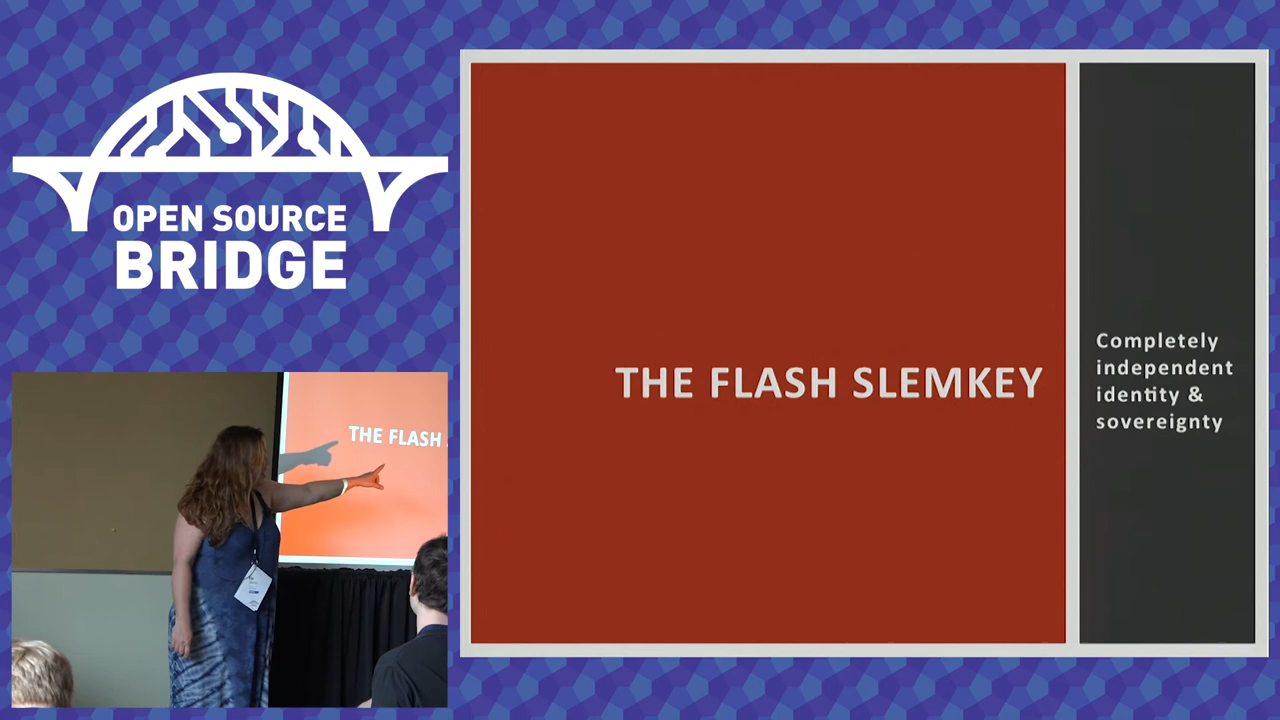 OPEN SOURCE
BRIDGE
THE FLASH SLEMKEY
Completely
independent
identity &
sovereignty
THE FLASH